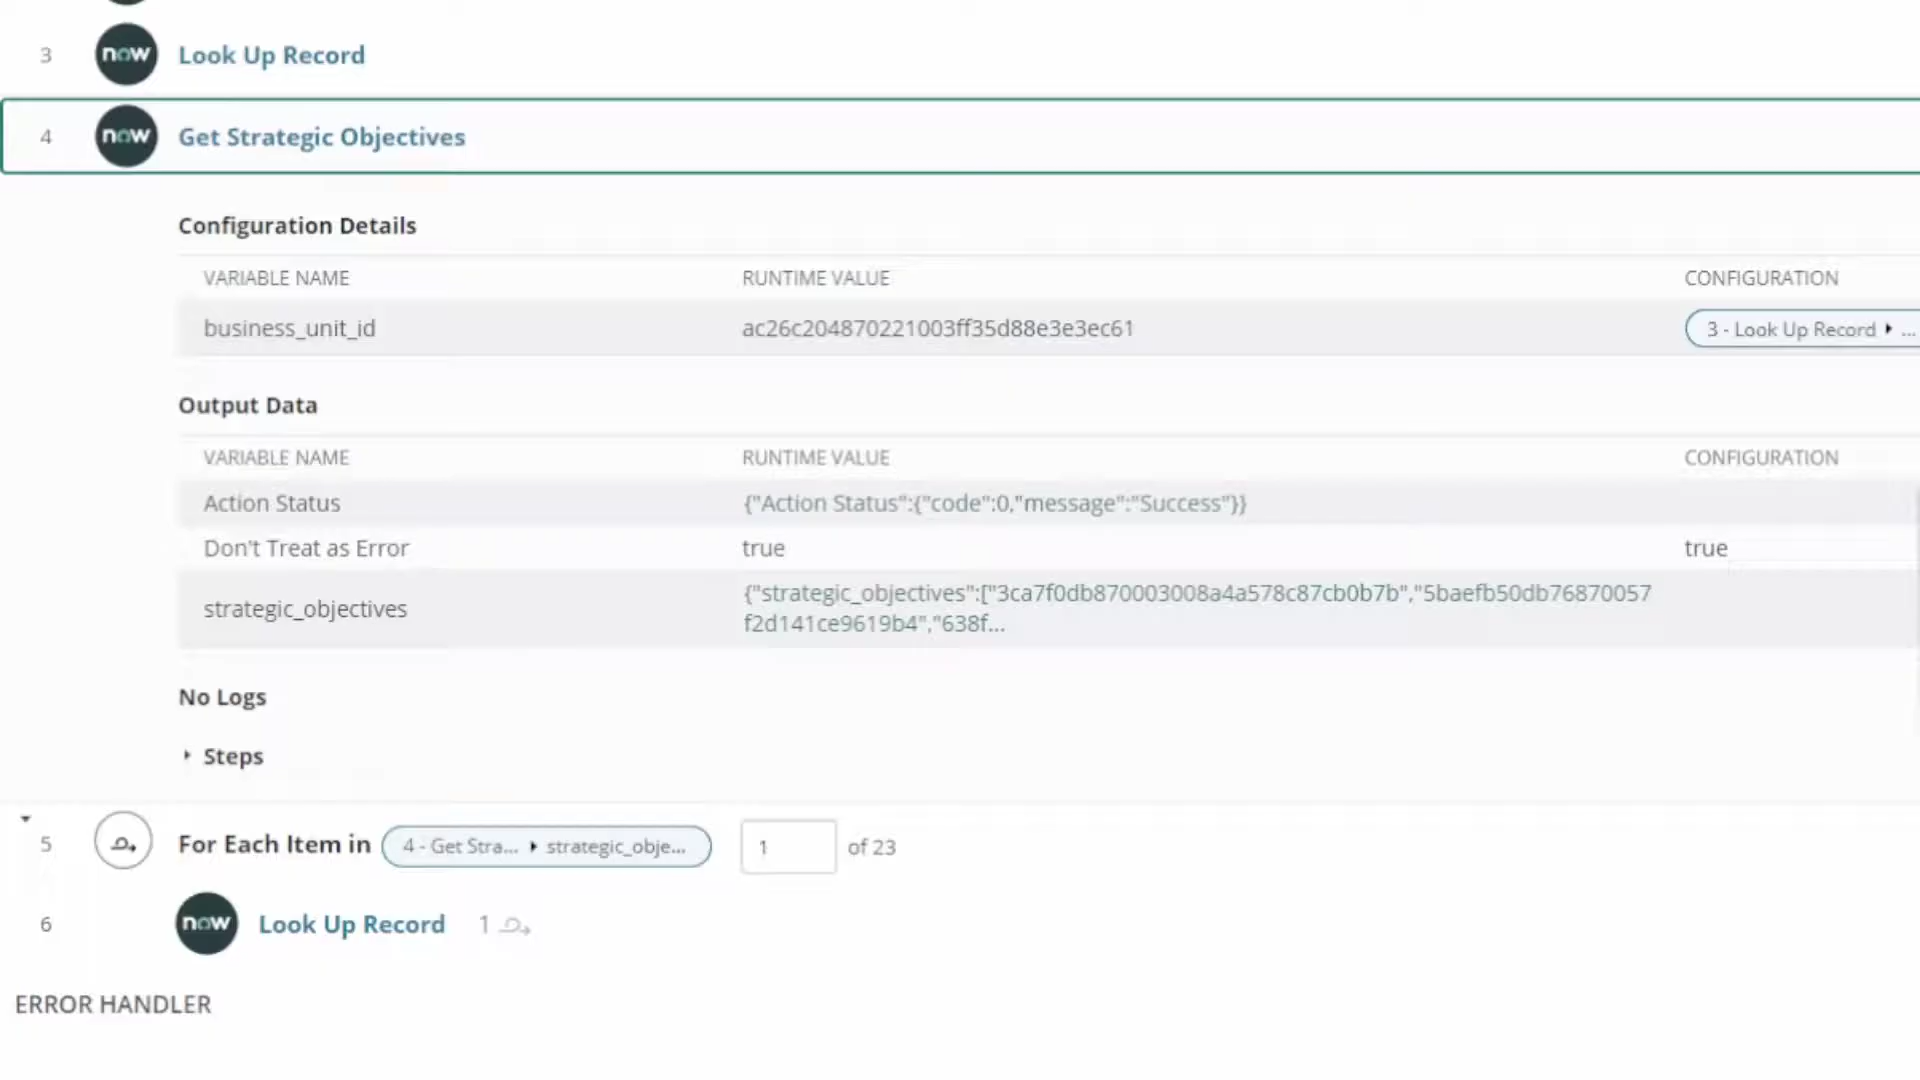 3 now Look Up Record
4 now Get Strategic Objectives
Configuration Details
VARIABLE NAME RUNTIME VALUE CONFIGURATION
business_unit_id ac26c204870221003ff35d88e3e3ec61 3 - Look Up Record ▸ ...
Output Data
VARIABLE NAME RUNTIME VALUE CONFIGURATION
Action Status {"Action Status":{"code":0,"message":"Success"}}
Don't Treat as Error true true
strategic_objectives {"strategic_objectives":["3ca7f0db870003008a4a578c87cb0b7b","5baefb50db76870057
f2d141ce9619b4","638f...
No Logs
Steps
5 For Each Item in 4 - Get Stra... ▸ strategic_obje... 1 of 23
6 now Look Up Record 1
ERROR HANDLER